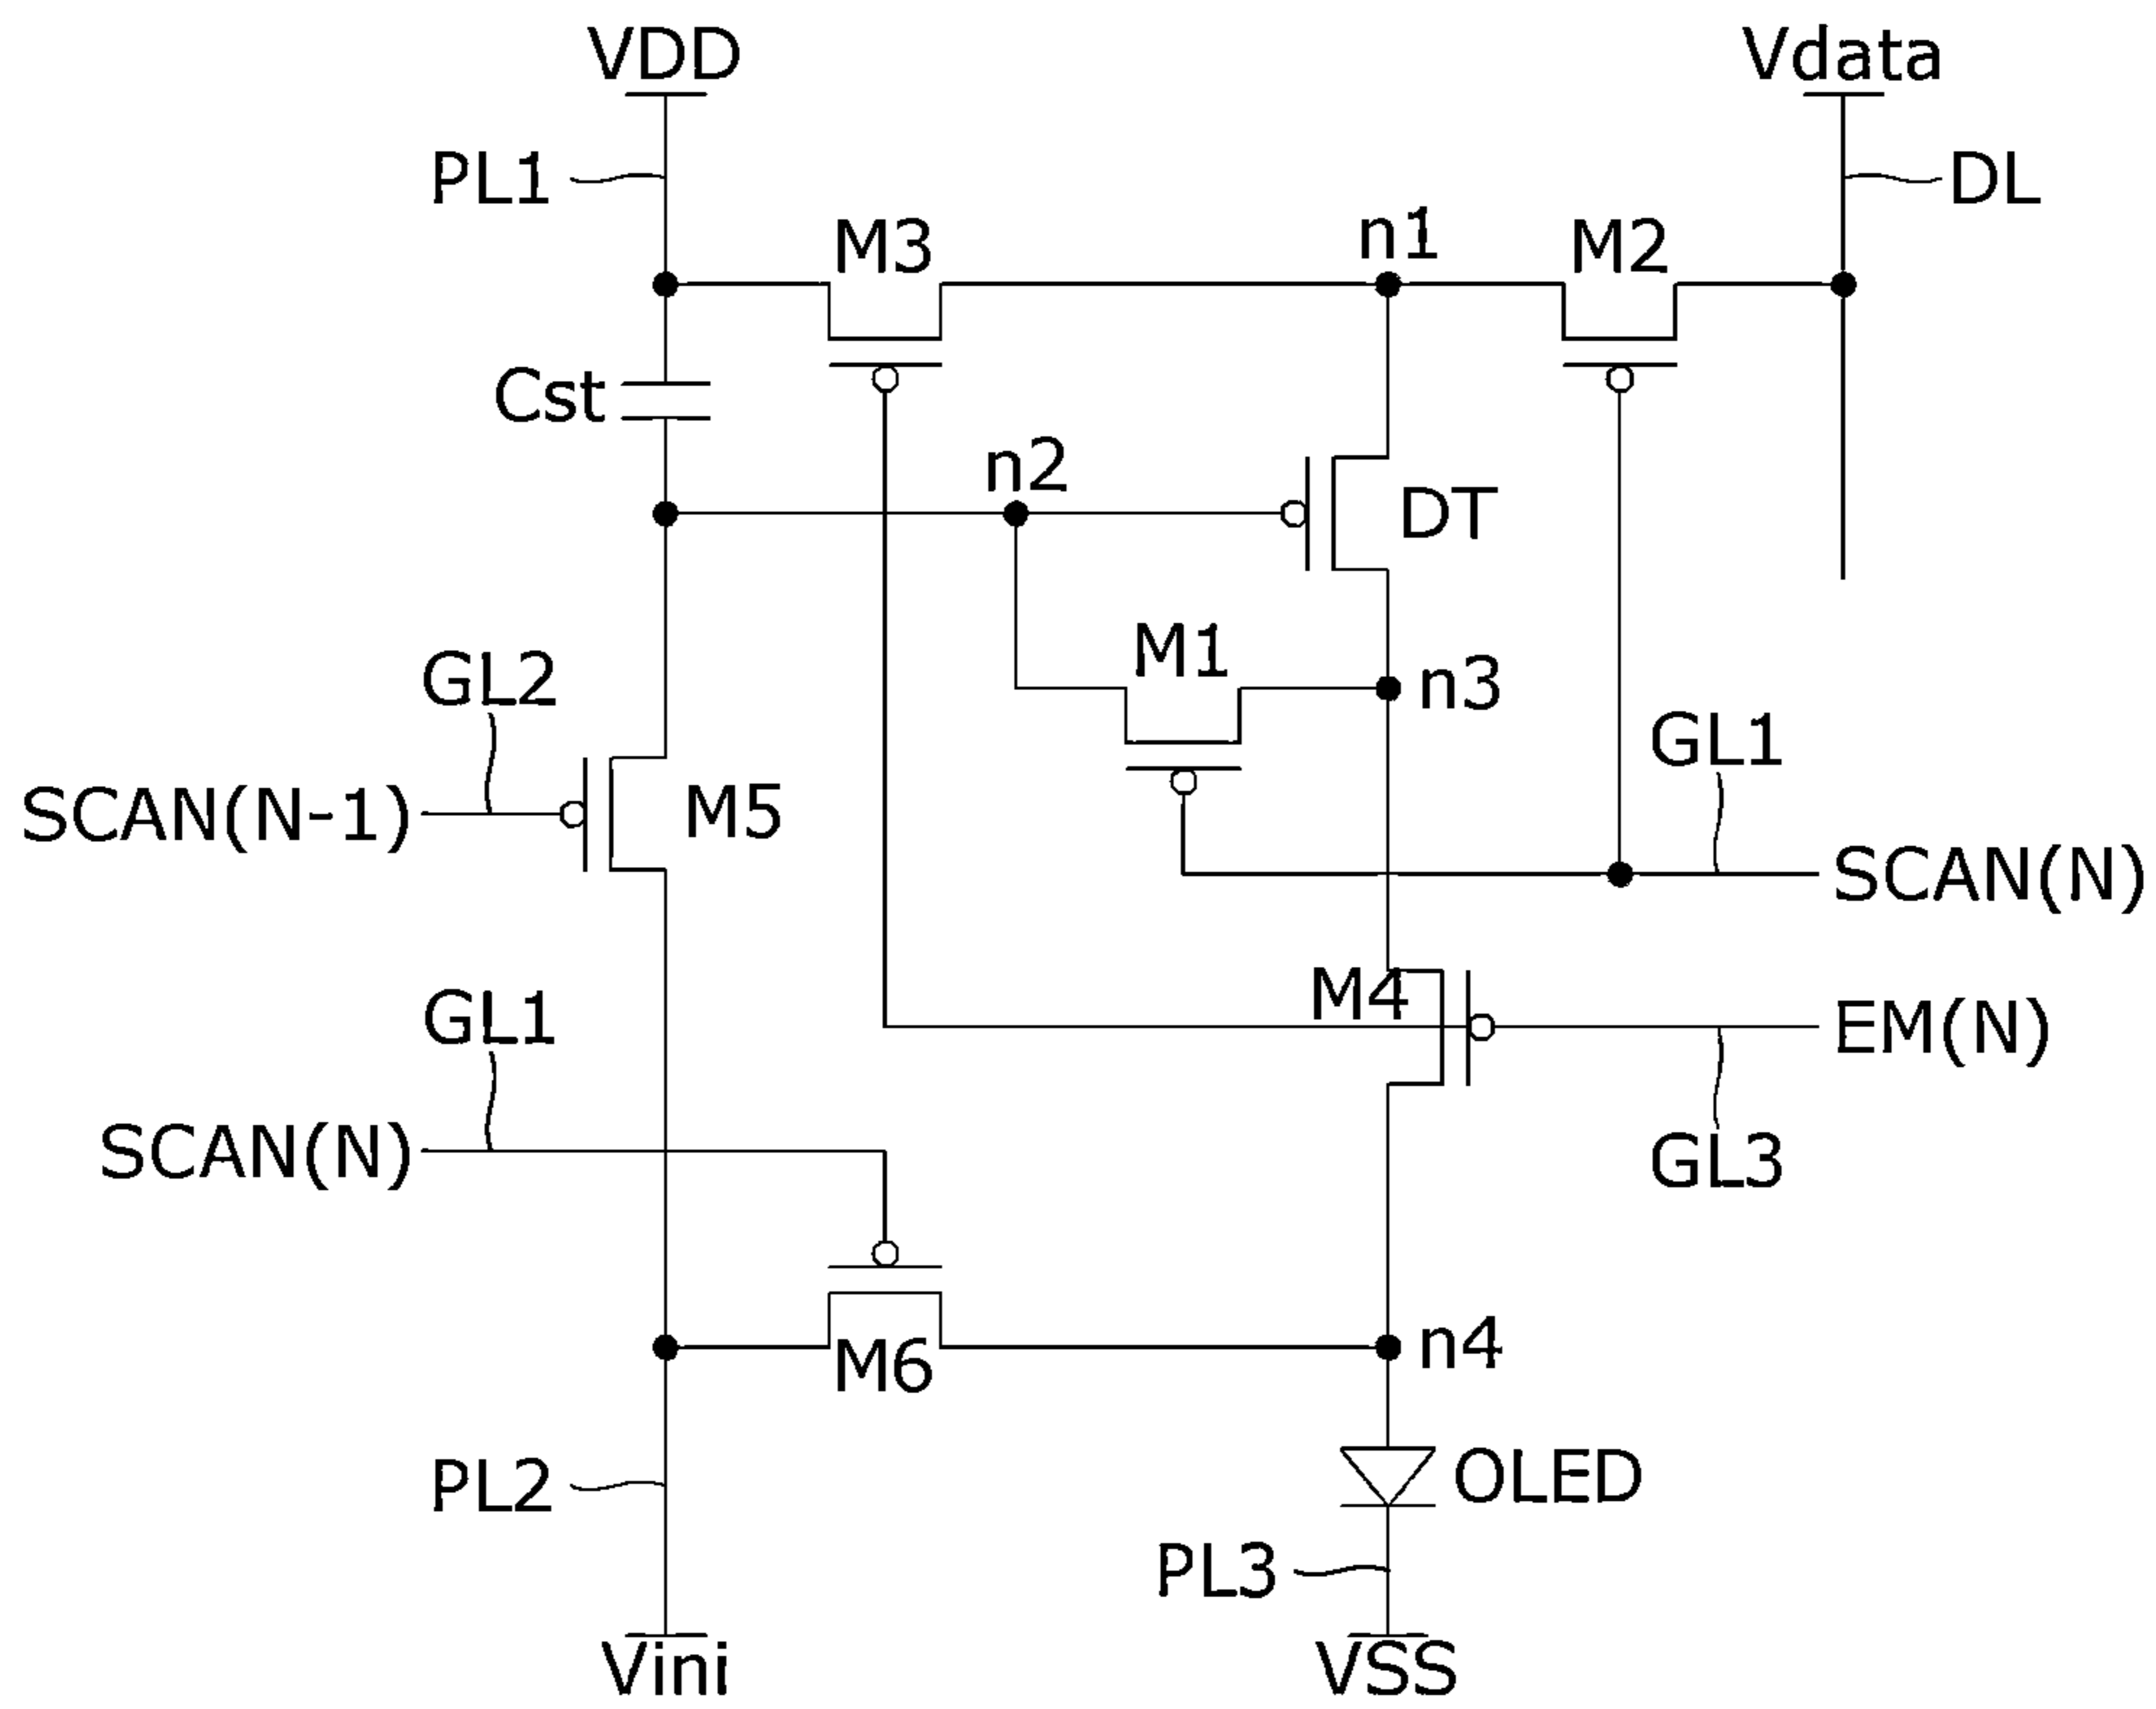 VDD
Vdata
PL1
DL
M3
n1
M2
Cst
n2
DT
M1
n3
GL2
GL1
SCAN(N-1)
M5
SCAN(N)
M4
GL1
EM(N)
SCAN(N)
GL3
n4
M6
OLED
PL2
PL3
Vini
VSS